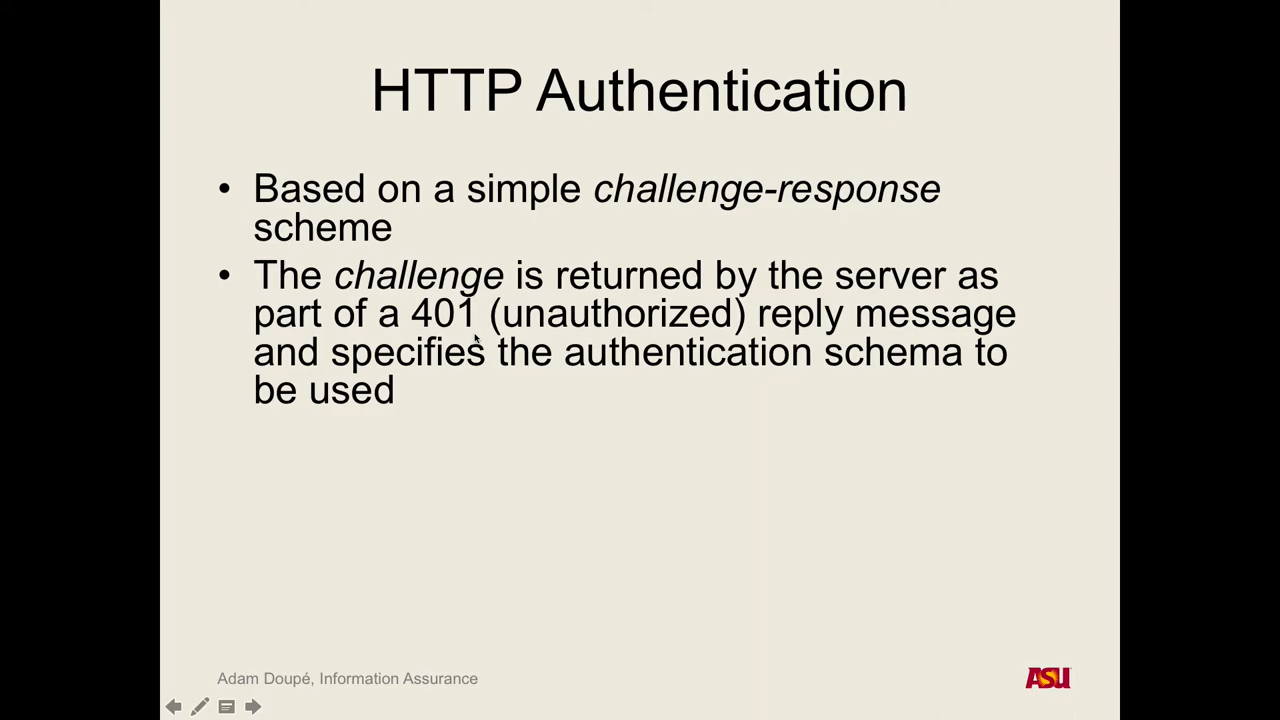 HTTP Authentication
• Based on a simple challenge-response
scheme
• The challenge is returned by the server as
part of a 401 (unauthorized) reply message
and specifies the authentication schema to
be used
Adam Doupé, Information Assurance
ASU